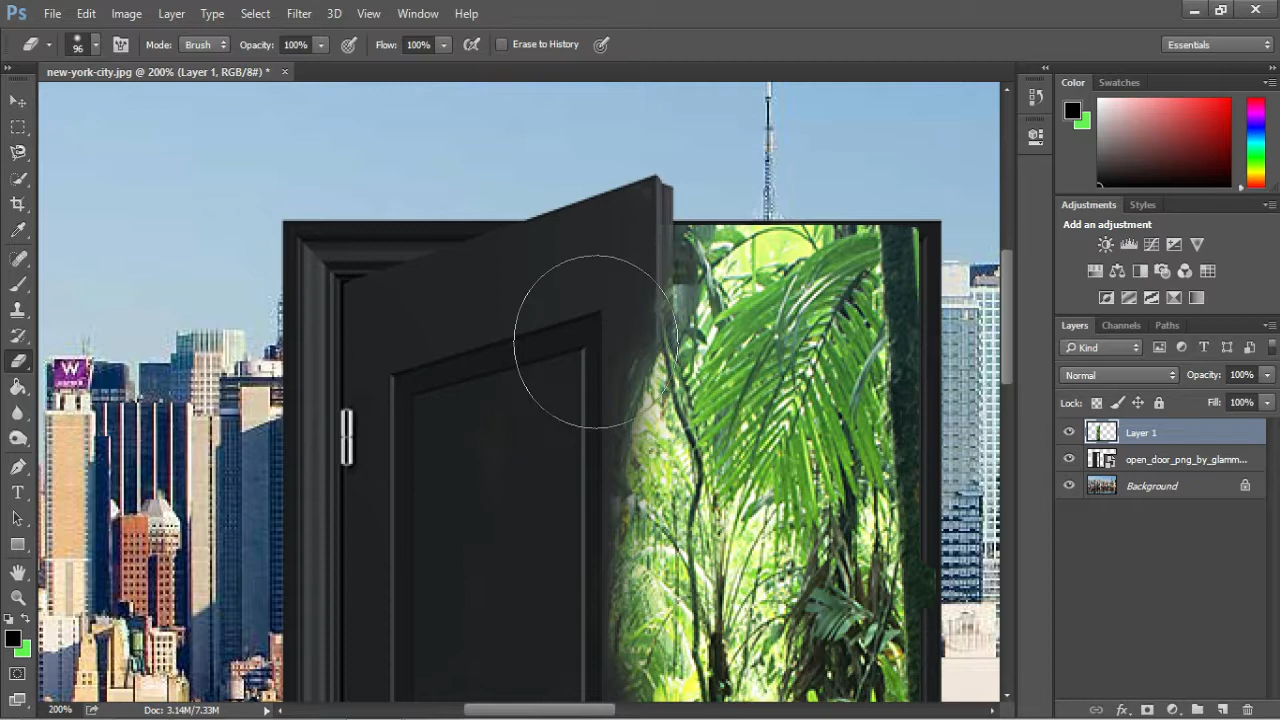 Ps File Edit Image Layer Type Select Filter 3D View Window Help
96 Mode: Brush Opacity: 100% Flow: 100% Erase to History Essentials
new-york-city.jpg @ 200% (Layer 1, RGB/8#) *
Color Swatches
W
Adjustments Styles
Add an adjustment
Layers Channels Paths
Kind
Normal Opacity: 100%
Lock: Fill: 100%
Layer 1
open_door_png_by_glamm...
Background
200% Doc: 3.14M/7.33M